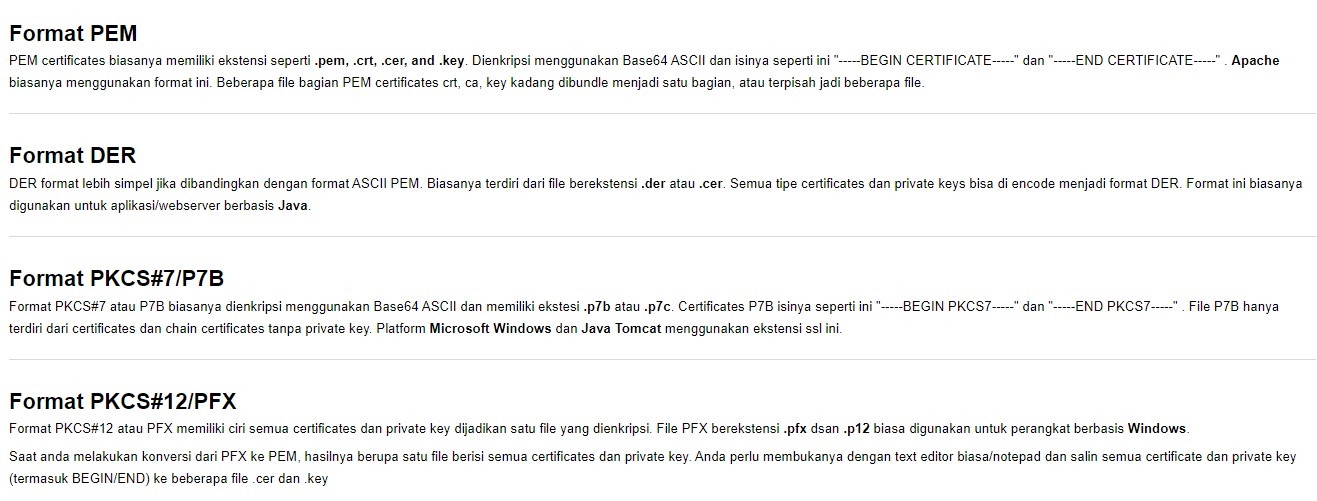 Format PEM
PEM certificates biasanya memiliki ekstensi seperti .pem, .crt, .cer, and .key. Dienkripsi menggunakan Base64 ASCII dan isinya seperti ini "-----BEGIN CERTIFICATE-----" dan "-----END CERTIFICATE-----" . Apache
biasanya menggunakan format ini. Beberapa file bagian PEM certificates crt, ca, key kadang dibundle menjadi satu bagian, atau terpisah jadi beberapa file.
Format DER
DER format lebih simpel jika dibandingkan dengan format ASCII PEM. Biasanya terdiri dari file berekstensi .der atau .cer. Semua tipe certificates dan private keys bisa di encode menjadi format DER. Format ini biasanya
digunakan untuk aplikasi/webserver berbasis Java.
Format PKCS#7/P7B
Format PKCS#7 atau P7B biasanya dienkripsi menggunakan Base64 ASCII dan memiliki ekstesi .p7b atau .p7c. Certificates P7B isinya seperti ini "-----BEGIN PKCS7-----" dan "-----END PKCS7-----" . File P7B hanya
terdiri dari certificates dan chain certificates tanpa private key. Platform Microsoft Windows dan Java Tomcat menggunakan ekstensi ssl ini.
Format PKCS#12/PFX
Format PKCS#12 atau PFX memiliki ciri semua certificates dan private key dijadikan satu file yang dienkripsi. File PFX berekstensi .pfx dsan .p12 biasa digunakan untuk perangkat berbasis Windows.
Saat anda melakukan konversi dari PFX ke PEM, hasilnya berupa satu file berisi semua certificates dan private key. Anda perlu membukanya dengan text editor biasa/notepad dan salin semua certificate dan private key
(termasuk BEGIN/END) ke beberapa file .cer dan .key